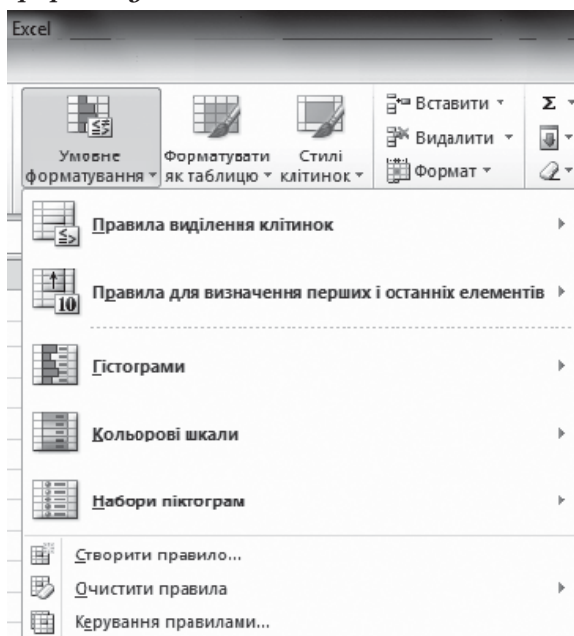 Excel
Вставити
Видалити
Формат
Σ
Умовне форматування
Форматувати як таблицю
Стилі клітинок
Правила виділення клітинок
Правила для визначення перших і останніх елементів
10
Гістограми
Кольорові шкали
Набори піктограм
Створити правило...
Очистити правила
Керування правилами...